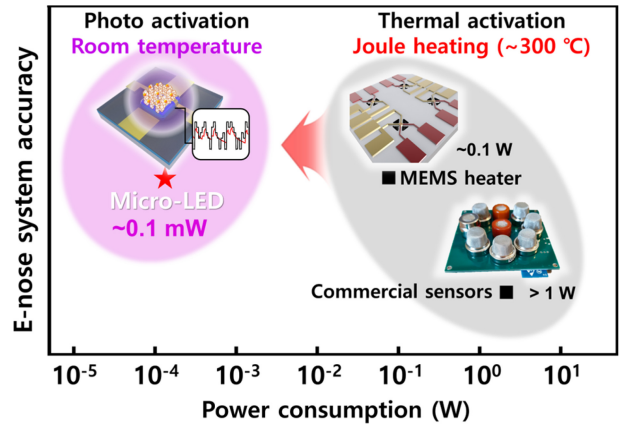 Photo activation
Room temperature
Thermal activation
Joule heating (~300 ℃)
E-nose system accuracy
~0.1 W
MEMS heater
Micro-LED
~0.1 mW
Commercial sensors
> 1 W
10⁻⁵ 10⁻⁴ 10⁻³ 10⁻² 10⁻¹ 10⁰ 10¹
Power consumption (W)